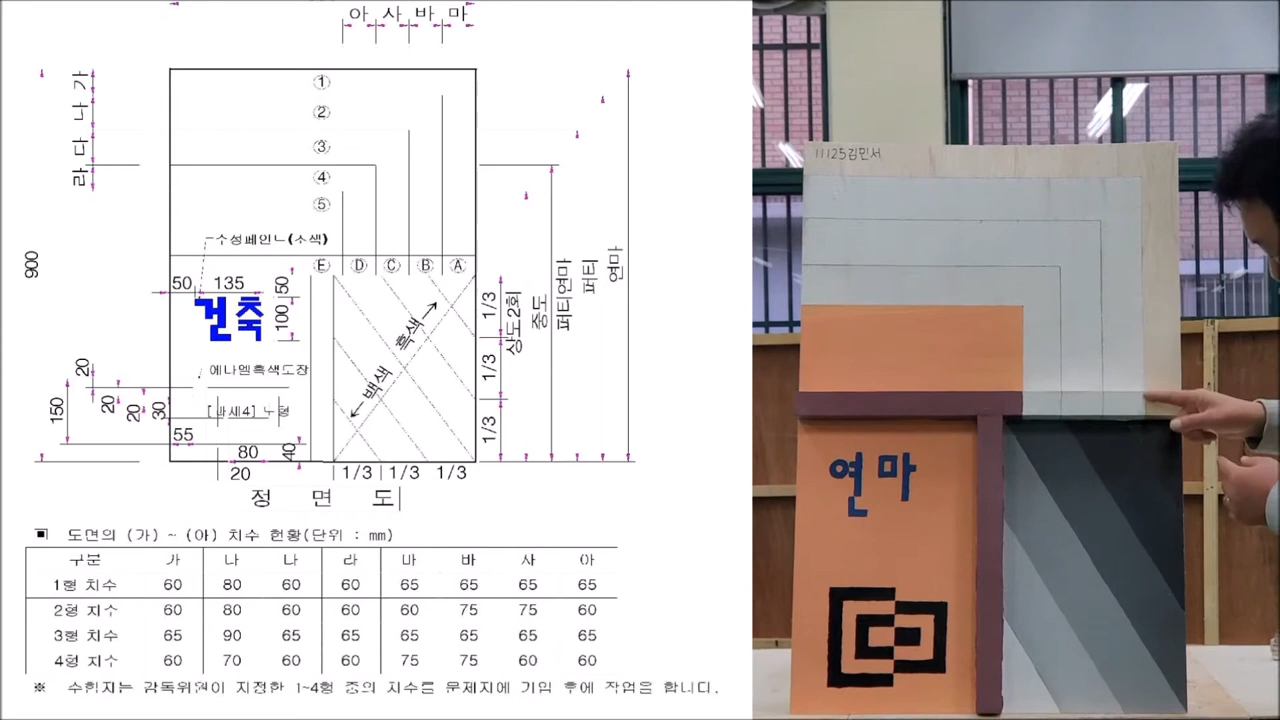 아 사 바 마
가
나
다
라
①
②
③
④
⑤
수성페인트(조색)
Ⓔ Ⓓ Ⓒ Ⓑ Ⓐ
900
50 135 50
건축
100
에나멜흑색도장
20
150
20
20
30
55
80
20
40
흑색
백색
1/3
1/3
1/3
1/3 1/3 1/3
상도2회
중도
퍼티연마
퍼티
연마
정 면 도
■ 도면의 (가) ~ (아) 치수 현황(단위 : mm)
구분 가 나 다 라 마 바 사 아
1형 치수 60 80 60 60 65 65 65 65
2형 치수 60 80 60 60 60 75 75 60
3형 치수 65 90 65 65 65 65 65 65
4형 치수 60 70 60 60 75 75 60 60
※ 수험자는 감독위원이 지정한 1~4형 중의 치수를 문제지에 기입 후에 작업을 합니다.
11125김민서
연마